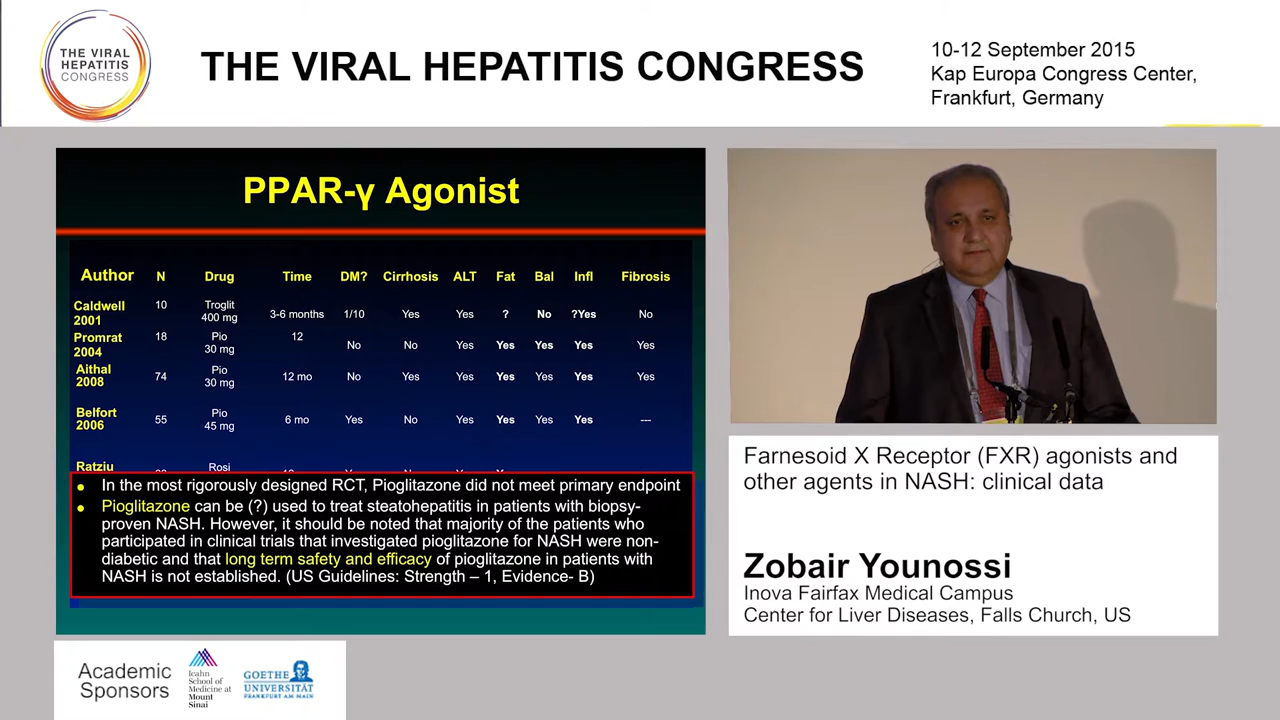 THE VIRAL
HEPATITIS
CONGRESS
THE VIRAL HEPATITIS CONGRESS
10-12 September 2015
Kap Europa Congress Center,
Frankfurt, Germany
PPAR-γ Agonist
Author N Drug Time DM? Cirrhosis ALT Fat Bal Infl Fibrosis
Caldwell 2001 10 Troglit 400 mg 3-6 months 1/10 Yes Yes ? No ?Yes No
Promrat 2004 18 Pio 30 mg 12 No No Yes Yes Yes Yes Yes
Aithal 2008 74 Pio 30 mg 12 mo No Yes Yes Yes Yes Yes Yes
Belfort 2006 55 Pio 45 mg 6 mo Yes No Yes Yes Yes Yes ---
Ratziu Rosi
• In the most rigorously designed RCT, Pioglitazone did not meet primary endpoint
• Pioglitazone can be (?) used to treat steatohepatitis in patients with biopsy-
proven NASH. However, it should be noted that majority of the patients who
participated in clinical trials that investigated pioglitazone for NASH were non-
diabetic and that long term safety and efficacy of pioglitazone in patients with
NASH is not established. (US Guidelines: Strength – 1, Evidence- B)
Farnesoid X Receptor (FXR) agonists and
other agents in NASH: clinical data
Zobair Younossi
Inova Fairfax Medical Campus
Center for Liver Diseases, Falls Church, US
Academic
Sponsors
Icahn
School of
Medicine at
Mount
Sinai
GOETHE
UNIVERSITÄT
FRANKFURT AM MAIN